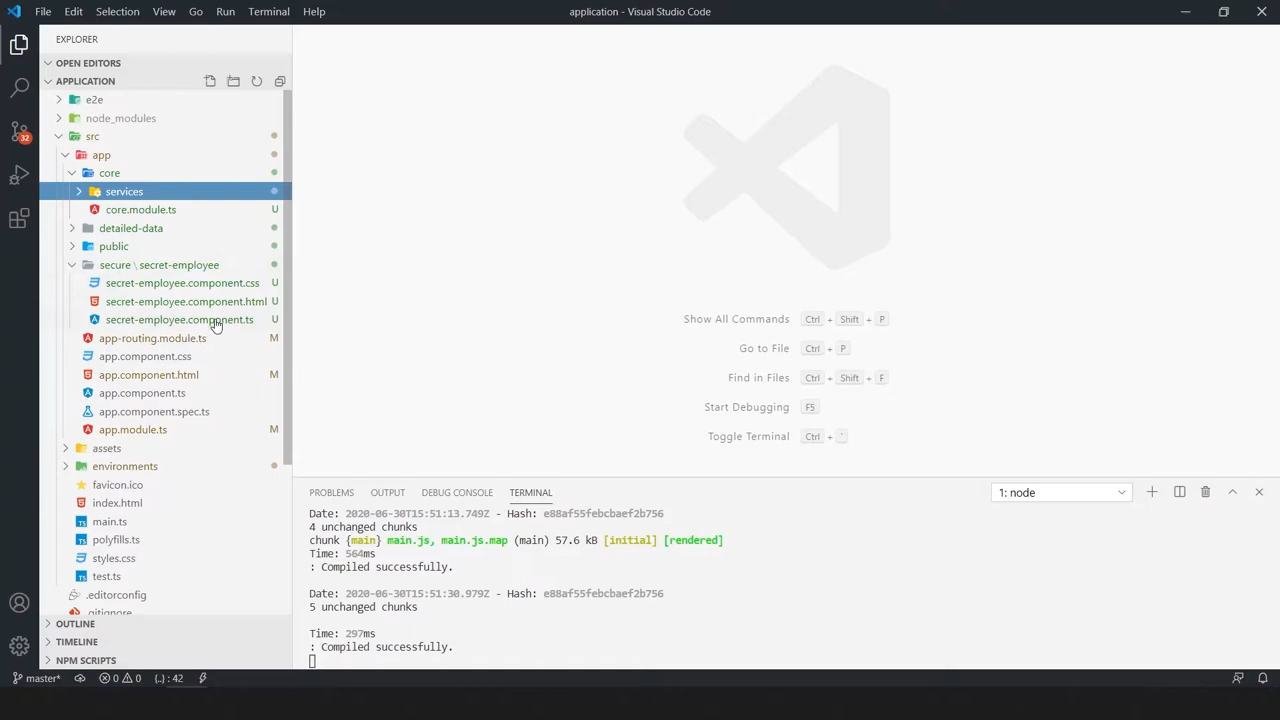 File Edit Selection View Go Run Terminal Help
application - Visual Studio Code
EXPLORER
OPEN EDITORS
APPLICATION
e2e
node_modules
src
app
core
services
core.module.ts U
detailed-data
public
secure \ secret-employee
secret-employee.component.css U
secret-employee.component.html U
secret-employee.component.ts U
app-routing.module.ts M
app.component.css
app.component.html M
app.component.ts
app.component.spec.ts
app.module.ts M
assets
environments
favicon.ico
index.html
main.ts
polyfills.ts
styles.css
test.ts
.editorconfig
.gitignore
OUTLINE
TIMELINE
NPM SCRIPTS
32
Show All Commands Ctrl + Shift + P
Go to File Ctrl + P
Find in Files Ctrl + Shift + F
Start Debugging F5
Toggle Terminal Ctrl + `
PROBLEMS OUTPUT DEBUG CONSOLE TERMINAL
1: node
Date: 2020-06-30T15:51:13.749Z - Hash: e88af55febcbaef2b756
4 unchanged chunks
chunk {main} main.js, main.js.map (main) 57.6 kB [initial] [rendered]
Time: 564ms
: Compiled successfully.
Date: 2020-06-30T15:51:30.979Z - Hash: e88af55febcbaef2b756
5 unchanged chunks
Time: 297ms
: Compiled successfully.
master* 0 0 {..} : 42